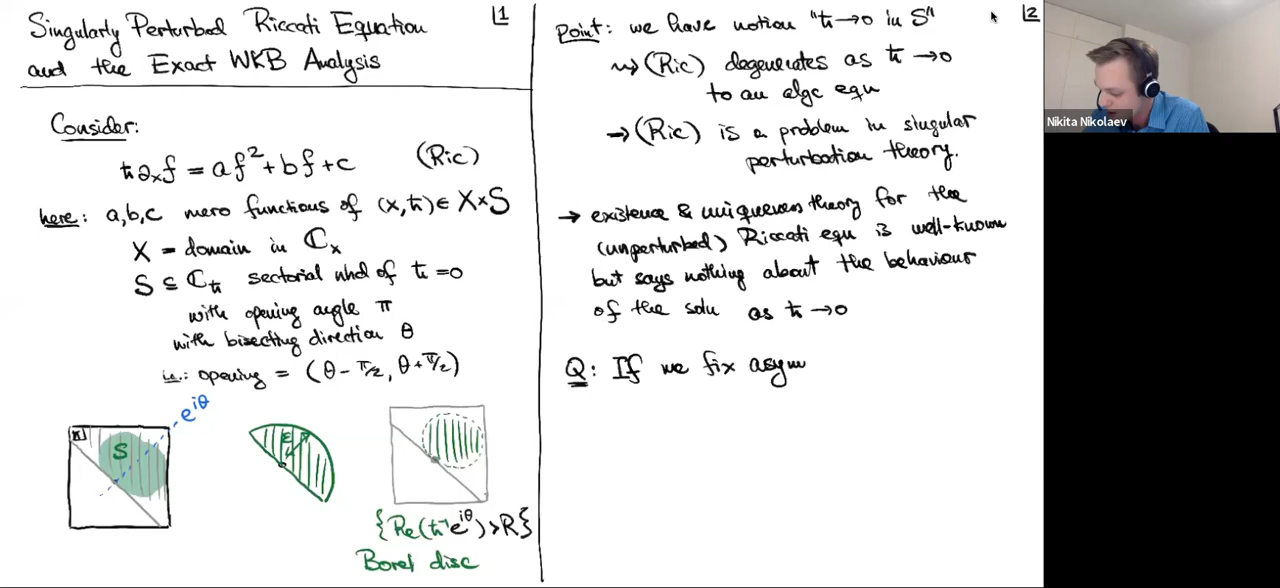 Singularly Perturbed Riccati Equation
and the Exact WKB Analysis
1
Consider:
ħ∂ₓf = af² + bf + c (Ric)
here: a,b,c mero functions of (x,ħ) ∈ X×S
X = domain in ℂₓ
S ⊆ ℂ_ħ sectorial nhd of ħ = 0
with opening angle π
with bisecting direction θ
i.e.: opening = (θ - π/2, θ + π/2)
e^{iθ}
ħ
S
ε
{Re(ħ⁻¹e^{iθ}) > R}
Borel disc
Point: we have notion "ħ→0 in S"
2
⇝ (Ric) degenerates as ħ→0
to an algc equ
→ (Ric) is a problem in singular
perturbation theory.
→ existence & uniqueness theory for the
(unperturbed) Riccati equ is well-known
but says nothing about the behaviour
of the solu as ħ→0
Q: If we fix asym
Nikita Nikolaev